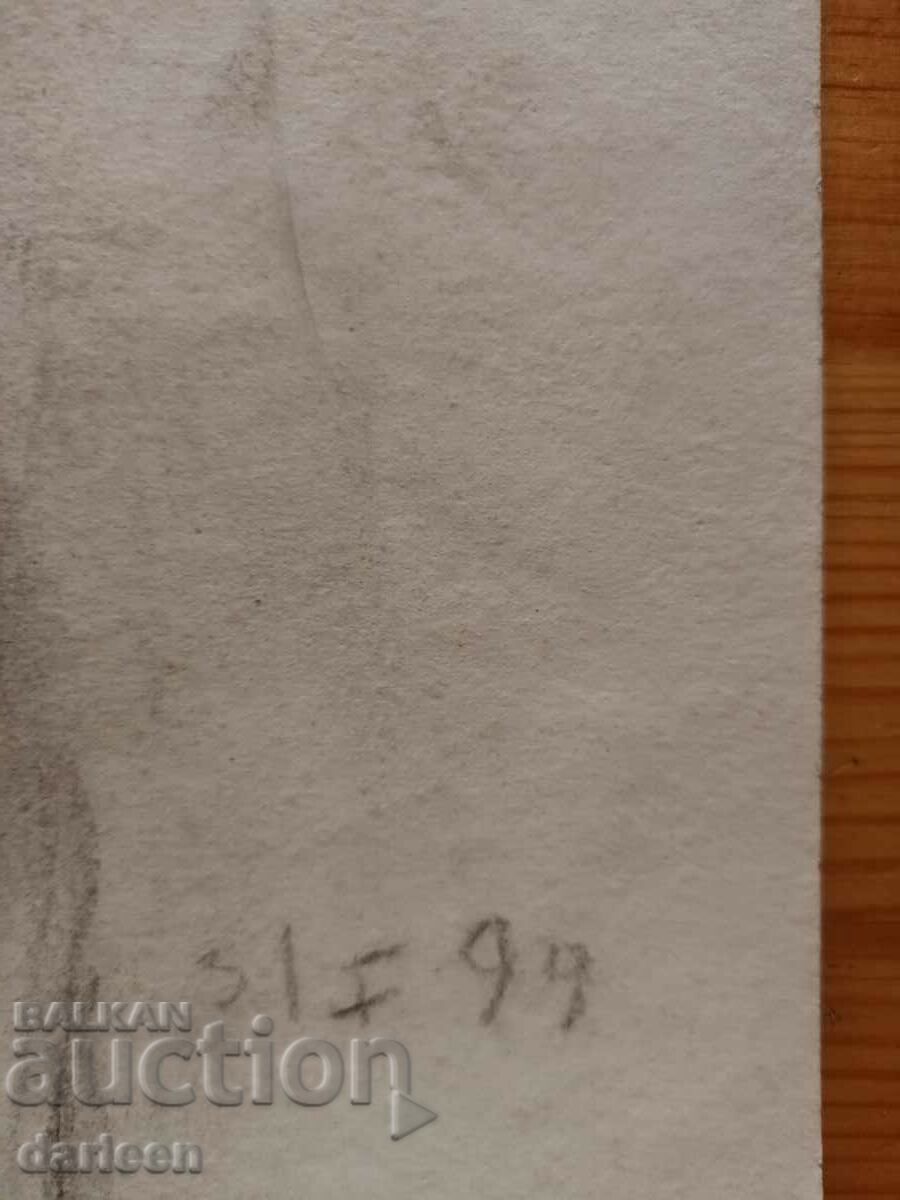 31 I 99
BALKAN
auction
darleen